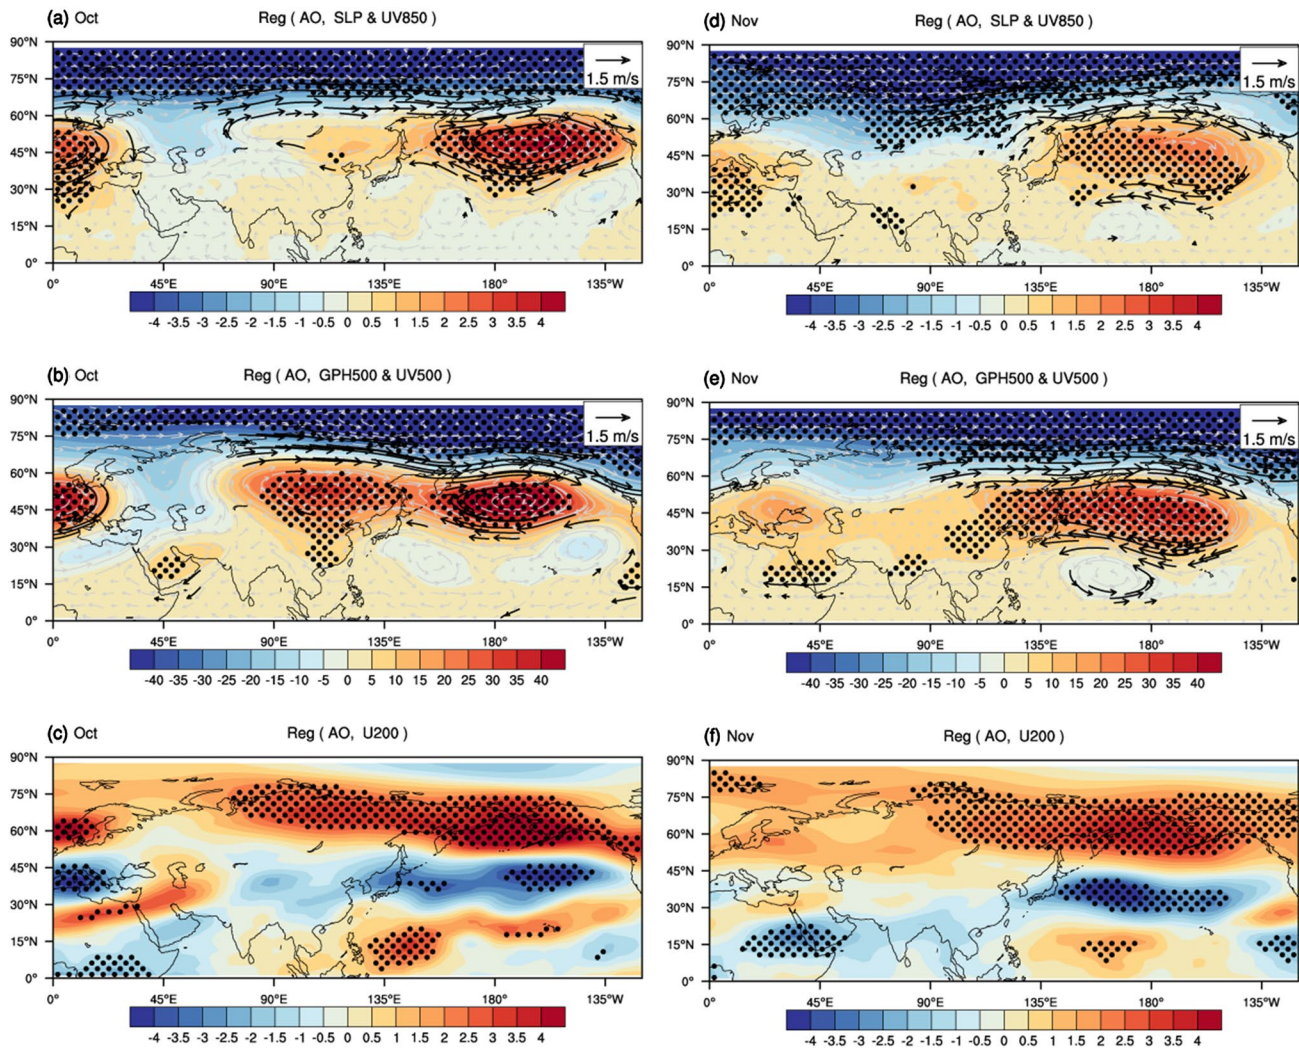 (a) Oct Reg ( AO, SLP & UV850 )
90°N
75°N
60°N
45°N
30°N
15°N
0°
1.5 m/s
0° 45°E 90°E 135°E 180° 135°W
-4 -3.5 -3 -2.5 -2 -1.5 -1 -0.5 0 0.5 1 1.5 2 2.5 3 3.5 4
(d) Nov Reg ( AO, SLP & UV850 )
90°N
75°N
60°N
45°N
30°N
15°N
0°
1.5 m/s
0° 45°E 90°E 135°E 180° 135°W
-4 -3.5 -3 -2.5 -2 -1.5 -1 -0.5 0 0.5 1 1.5 2 2.5 3 3.5 4
(b) Oct Reg ( AO, GPH500 & UV500 )
90°N
75°N
60°N
45°N
30°N
15°N
0°
1.5 m/s
0° 45°E 90°E 135°E 180° 135°W
-40 -35 -30 -25 -20 -15 -10 -5 0 5 10 15 20 25 30 35 40
(e) Nov Reg ( AO, GPH500 & UV500 )
90°N
75°N
60°N
45°N
30°N
15°N
0°
1.5 m/s
0° 45°E 90°E 135°E 180° 135°W
-40 -35 -30 -25 -20 -15 -10 -5 0 5 10 15 20 25 30 35 40
(c) Oct Reg ( AO, U200 )
90°N
75°N
60°N
45°N
30°N
15°N
0°
0° 45°E 90°E 135°E 180° 135°W
-4 -3.5 -3 -2.5 -2 -1.5 -1 -0.5 0 0.5 1 1.5 2 2.5 3 3.5 4
(f) Nov Reg ( AO, U200 )
90°N
75°N
60°N
45°N
30°N
15°N
0°
0° 45°E 90°E 135°E 180° 135°W
-4 -3.5 -3 -2.5 -2 -1.5 -1 -0.5 0 0.5 1 1.5 2 2.5 3 3.5 4